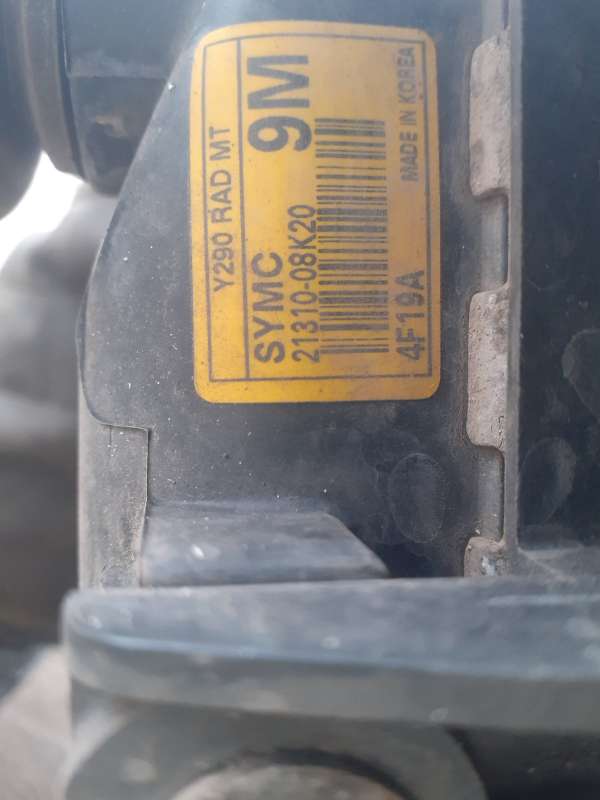 Y290 RAD MT
SYMC 9M
21310-08K20
4F19A MADE IN KOREA